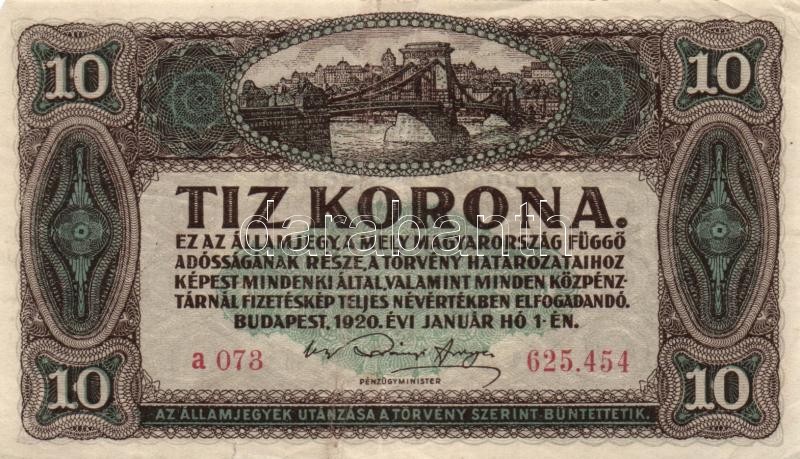 10 10
TIZ KORONA.
darabanth
EZ AZ ÁLLAMJEGY, A MELY MAGYARORSZÁG FÜGGŐ
ADÓSSÁGÁNAK RÉSZE, A TÖRVÉNY HATÁROZATAIHOZ
KÉPEST MINDENKI ÁLTAL, VALAMINT MINDEN KÖZPÉNZ-
TÁRNÁL FIZETÉSKÉP TELJES NÉVÉRTÉKBEN ELFOGADANDÓ.
BUDAPEST, 1920. ÉVI JANUÁR HÓ 1-ÉN.
a 073 625.454
PÉNZÜGYMINISTER
10 10
AZ ÁLLAMJEGYEK UTÁNZÁSA A TÖRVÉNY SZERINT BÜNTETTETIK.